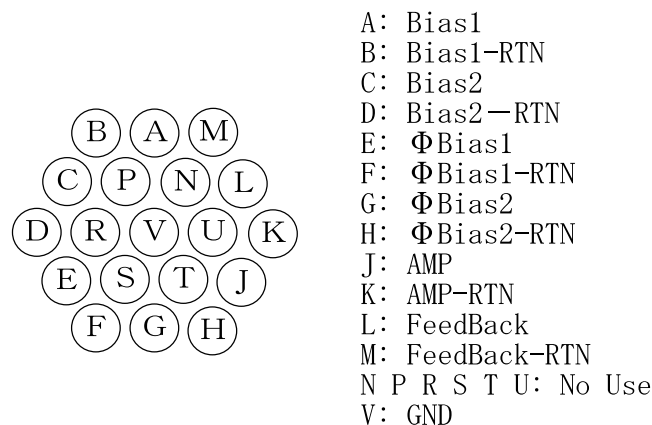 B A M
C P N L
D R V U K
E S T J
F G H
A: Bias1
B: Bias1-RTN
C: Bias2
D: Bias2－RTN
E: ΦBias1
F: ΦBias1-RTN
G: ΦBias2
H: ΦBias2-RTN
J: AMP
K: AMP-RTN
L: FeedBack
M: FeedBack-RTN
N P R S T U: No Use
V: GND